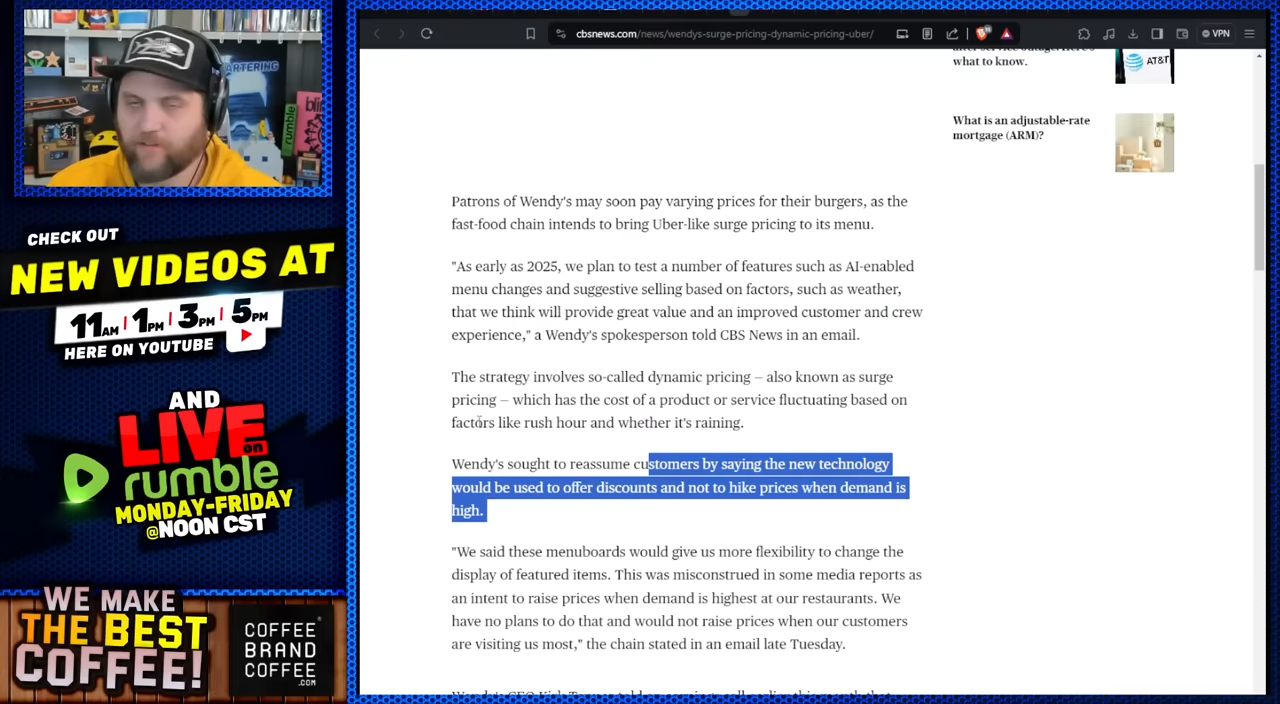 CHARTERING
rumble
bli
CHECK OUT
NEW VIDEOS AT
11AM | 1PM | 3PM | 5PM
HERE ON YOUTUBE
AND
LIVE on
rumble
MONDAY-FRIDAY
@NOON CST
WE MAKE
THE BEST
COFFEE!
COFFEE
BRAND
COFFEE
.COM
cbsnews.com/news/wendys-surge-pricing-dynamic-pricing-uber/
VPN
what to know.
AT&T
What is an adjustable-rate
mortgage (ARM)?
Patrons of Wendy's may soon pay varying prices for their burgers, as the
fast-food chain intends to bring Uber-like surge pricing to its menu.
"As early as 2025, we plan to test a number of features such as AI-enabled
menu changes and suggestive selling based on factors, such as weather,
that we think will provide great value and an improved customer and crew
experience," a Wendy's spokesperson told CBS News in an email.
The strategy involves so-called dynamic pricing — also known as surge
pricing — which has the cost of a product or service fluctuating based on
factors like rush hour and whether it's raining.
Wendy's sought to reassume customers by saying the new technology
would be used to offer discounts and not to hike prices when demand is
high.
"We said these menuboards would give us more flexibility to change the
display of featured items. This was misconstrued in some media reports as
an intent to raise prices when demand is highest at our restaurants. We
have no plans to do that and would not raise prices when our customers
are visiting us most," the chain stated in an email late Tuesday.